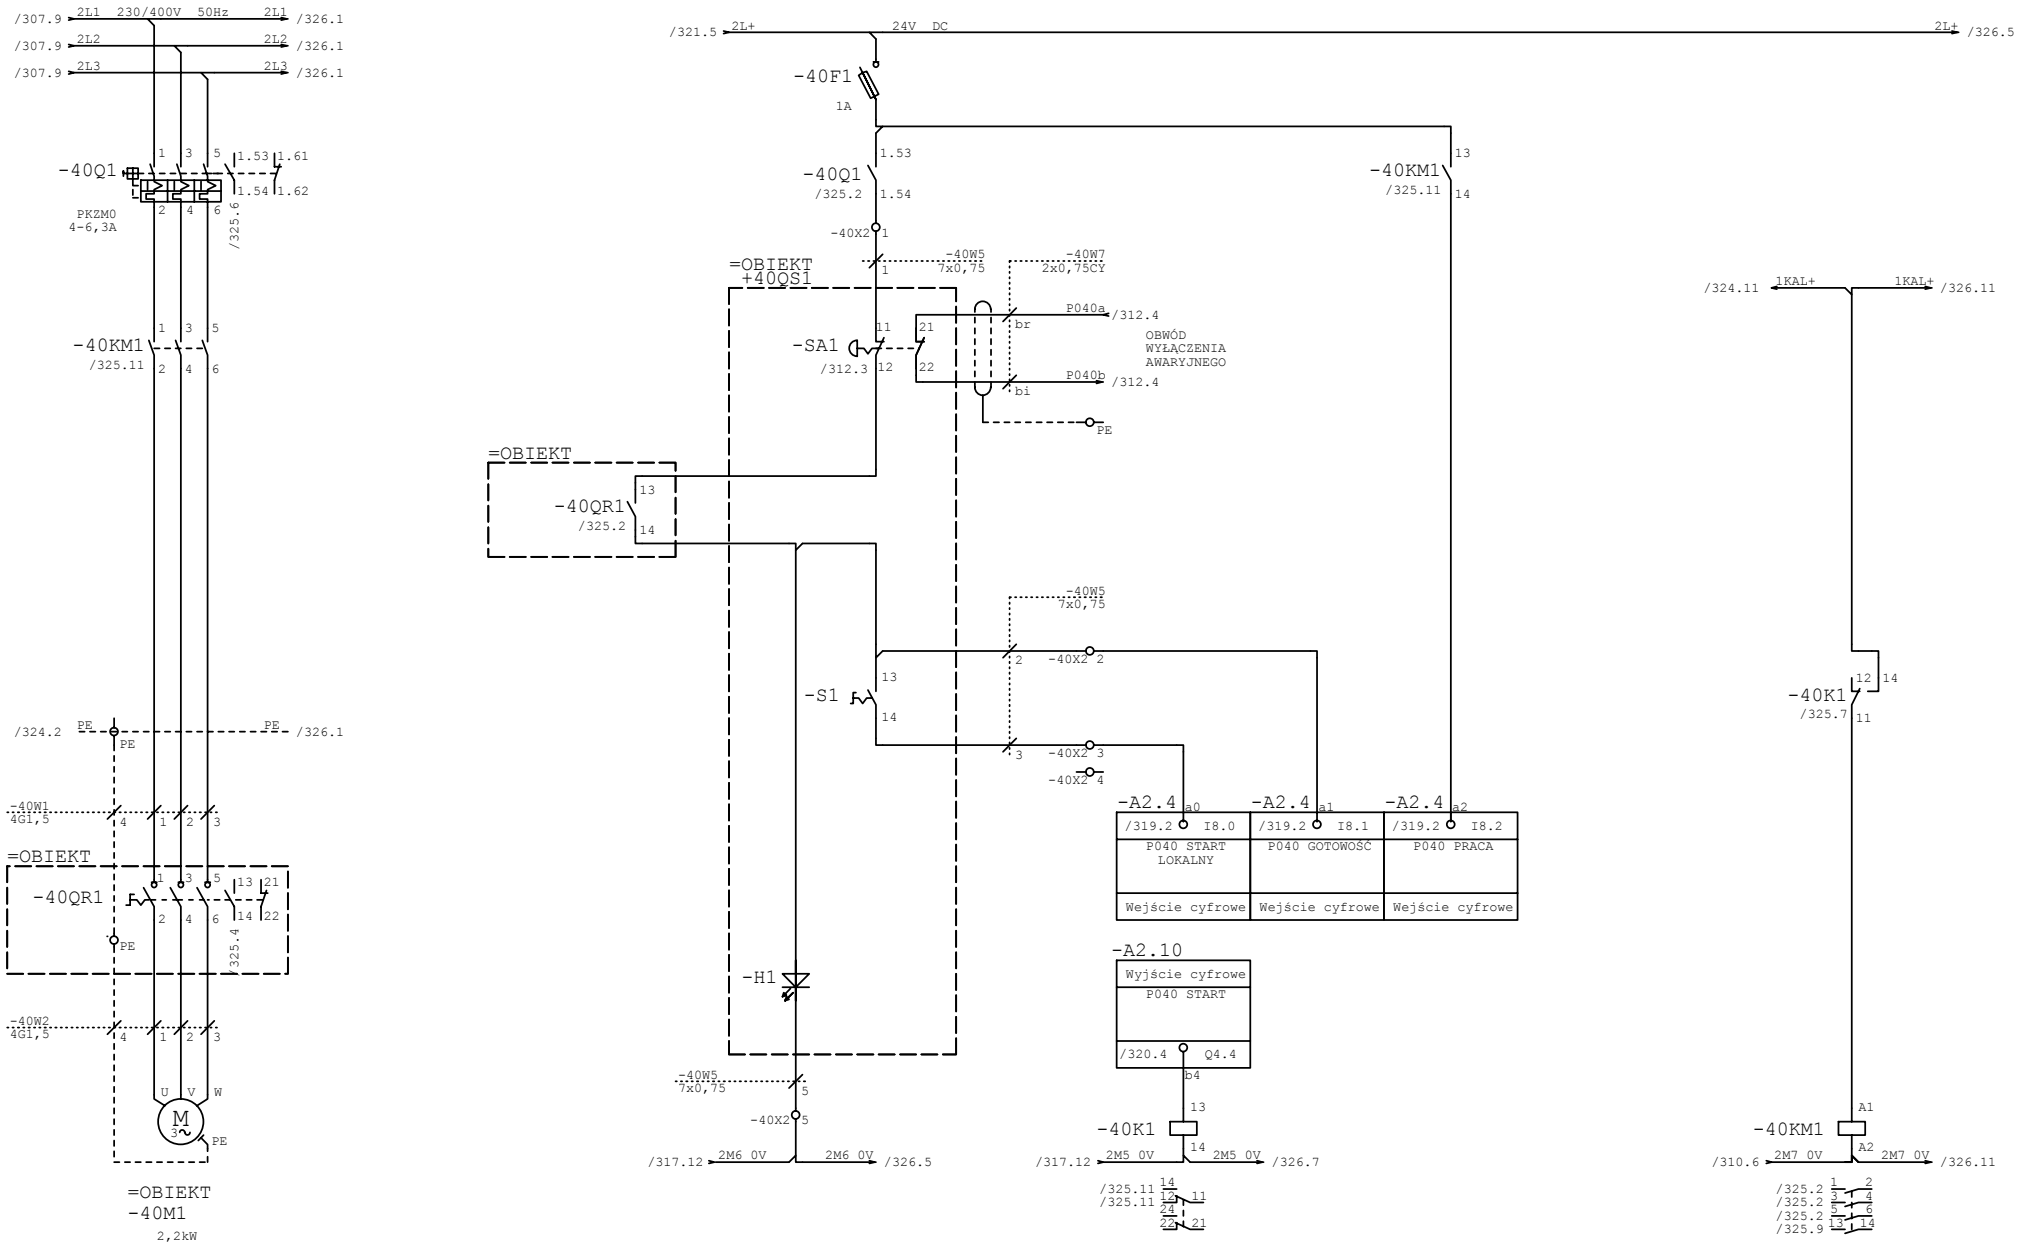 /307.9 2L1 230/400V 50Hz 2L1 /326.1
/307.9 2L2 2L2 /326.1
/307.9 2L3 2L3 /326.1
/321.5 2L+ 24V DC 2L+ /326.5
-40F1
1A
-40Q1
1 3 5 1.53 1.61
2 4 6 1.54 1.62
PKZM0
4-6,3A
/325.6
1.53
-40Q1
/325.2 1.54
13
-40KM1
/325.11 14
-40X2 1
-40W5
7x0,75
1
-40W7
2x0,75CY
=OBIEKT
+40QS1
/324.11 1KAL+ 1KAL+ /326.11
P040a /312.4
br
OBWÓD
WYŁĄCZENIA
AWARYJNEGO
11 21
-SA1
/312.3 12 22
P040b /312.4
bi
PE
1 3 5
-40KM1
/325.11 2 4 6
=OBIEKT
13
-40QR1
/325.2 14
-40W5
7x0,75
2 -40X2 2
13
-S1
14
3 -40X2 3
-40X2 4
12 14
-40K1
/325.7 11
/324.2 PE PE /326.1
PE
-40W1
4G1,5
4 1 2 3
=OBIEKT
1 3 5 13 21
-40QR1
2 4 6 14 22
PE
/325.4
-40W2
4G1,5
4 1 2 3
U V W
M
3
PE
=OBIEKT
-40M1
2,2kW
-A2.4 a0 -A2.4 a1 -A2.4 a2
/319.2 I8.0 /319.2 I8.1 /319.2 I8.2
P040 START
LOKALNY
P040 GOTOWOŚĆ
P040 PRACA
Wejście cyfrowe Wejście cyfrowe Wejście cyfrowe
-A2.10
Wyjście cyfrowe
P040 START
/320.4 Q4.4
b4
-H1
-40W5
7x0,75
5
-40X2 5
13
-40K1
14
A1
-40KM1
A2
/317.12 2M6 0V 2M6 0V /326.5
/317.12 2M5 0V 2M5 0V /326.7
/310.6 2M7 0V 2M7 0V /326.11
/325.11 14
/325.11 12 11
24
22 21
/325.2 1 2
/325.2 3 4
/325.2 5 6
/325.9 13 14